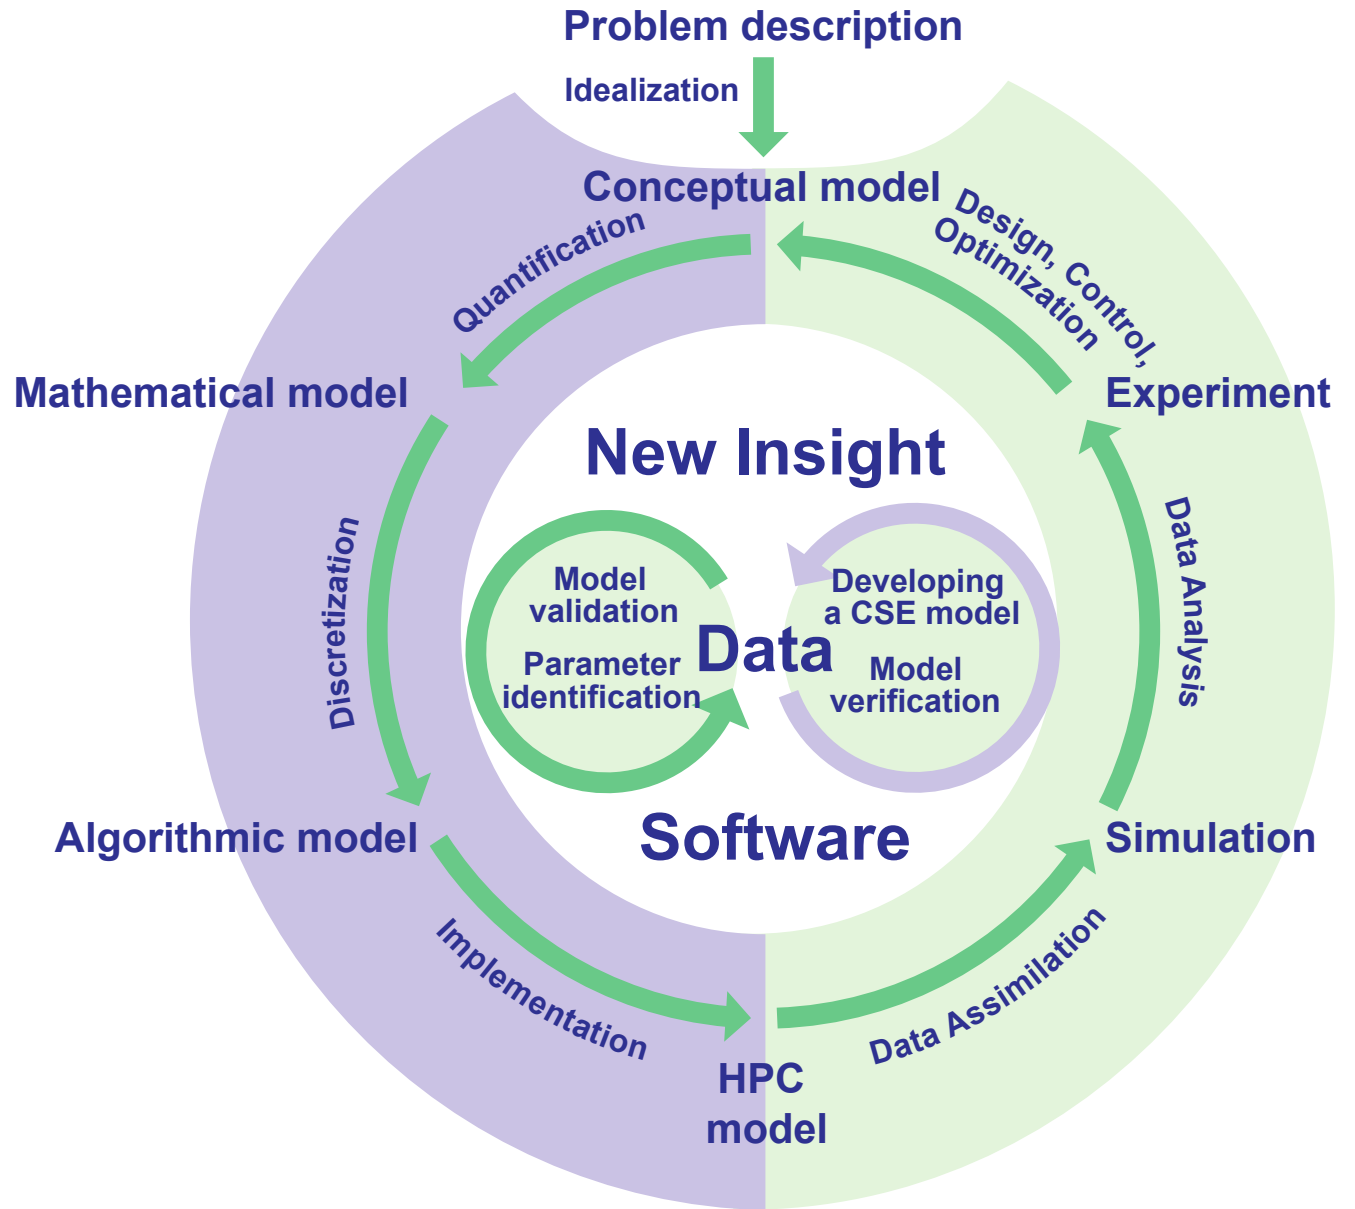 Problem description
Idealization
Conceptual model
Quantification
Design, Control,
Optimization
Mathematical model
Experiment
New Insight
Discretization
Data Analysis
Model
validation
Parameter
identification
Data
Developing
a CSE model
Model
verification
Software
Algorithmic model
Simulation
Implementation
Data Assimilation
HPC
model